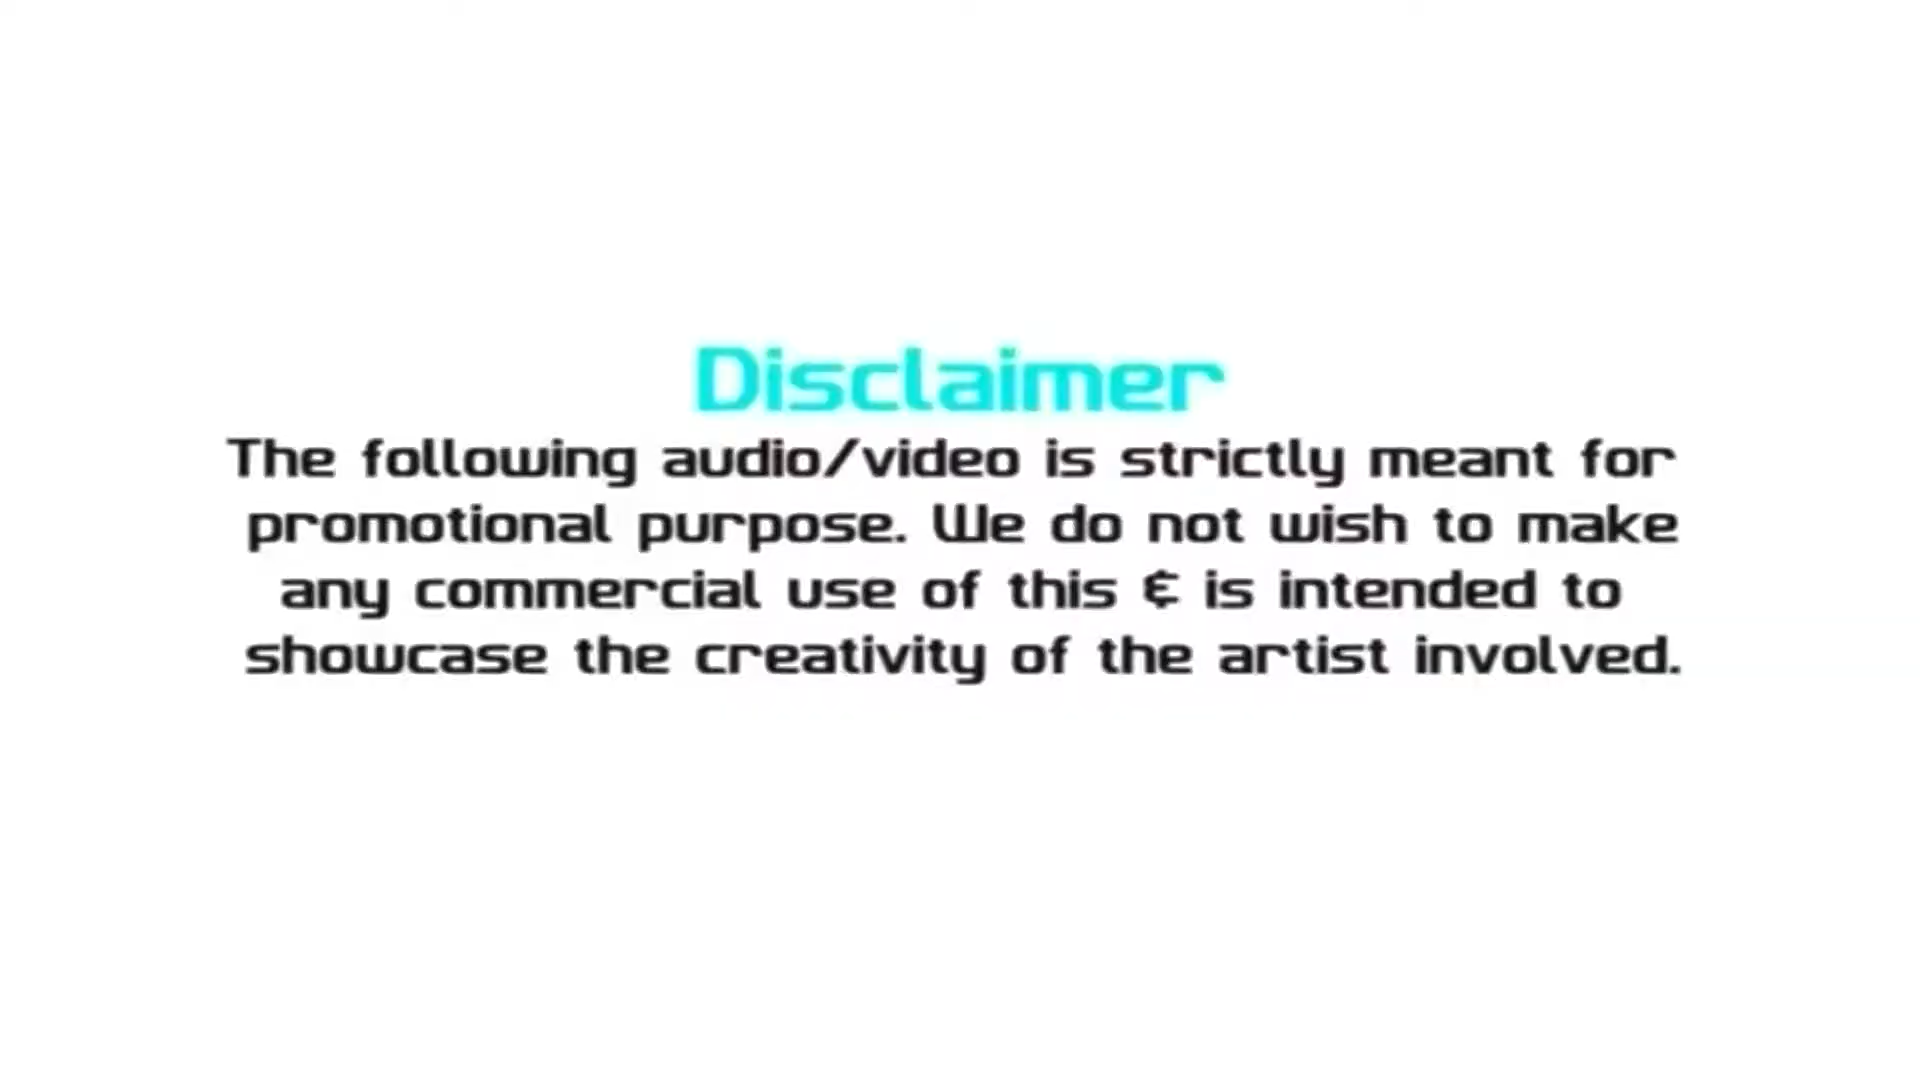 Disclaimer
The following audio/video is strictly meant for
promotional purpose. We do not wish to make
any commercial use of this & is intended to
showcase the creativity of the artist involved.